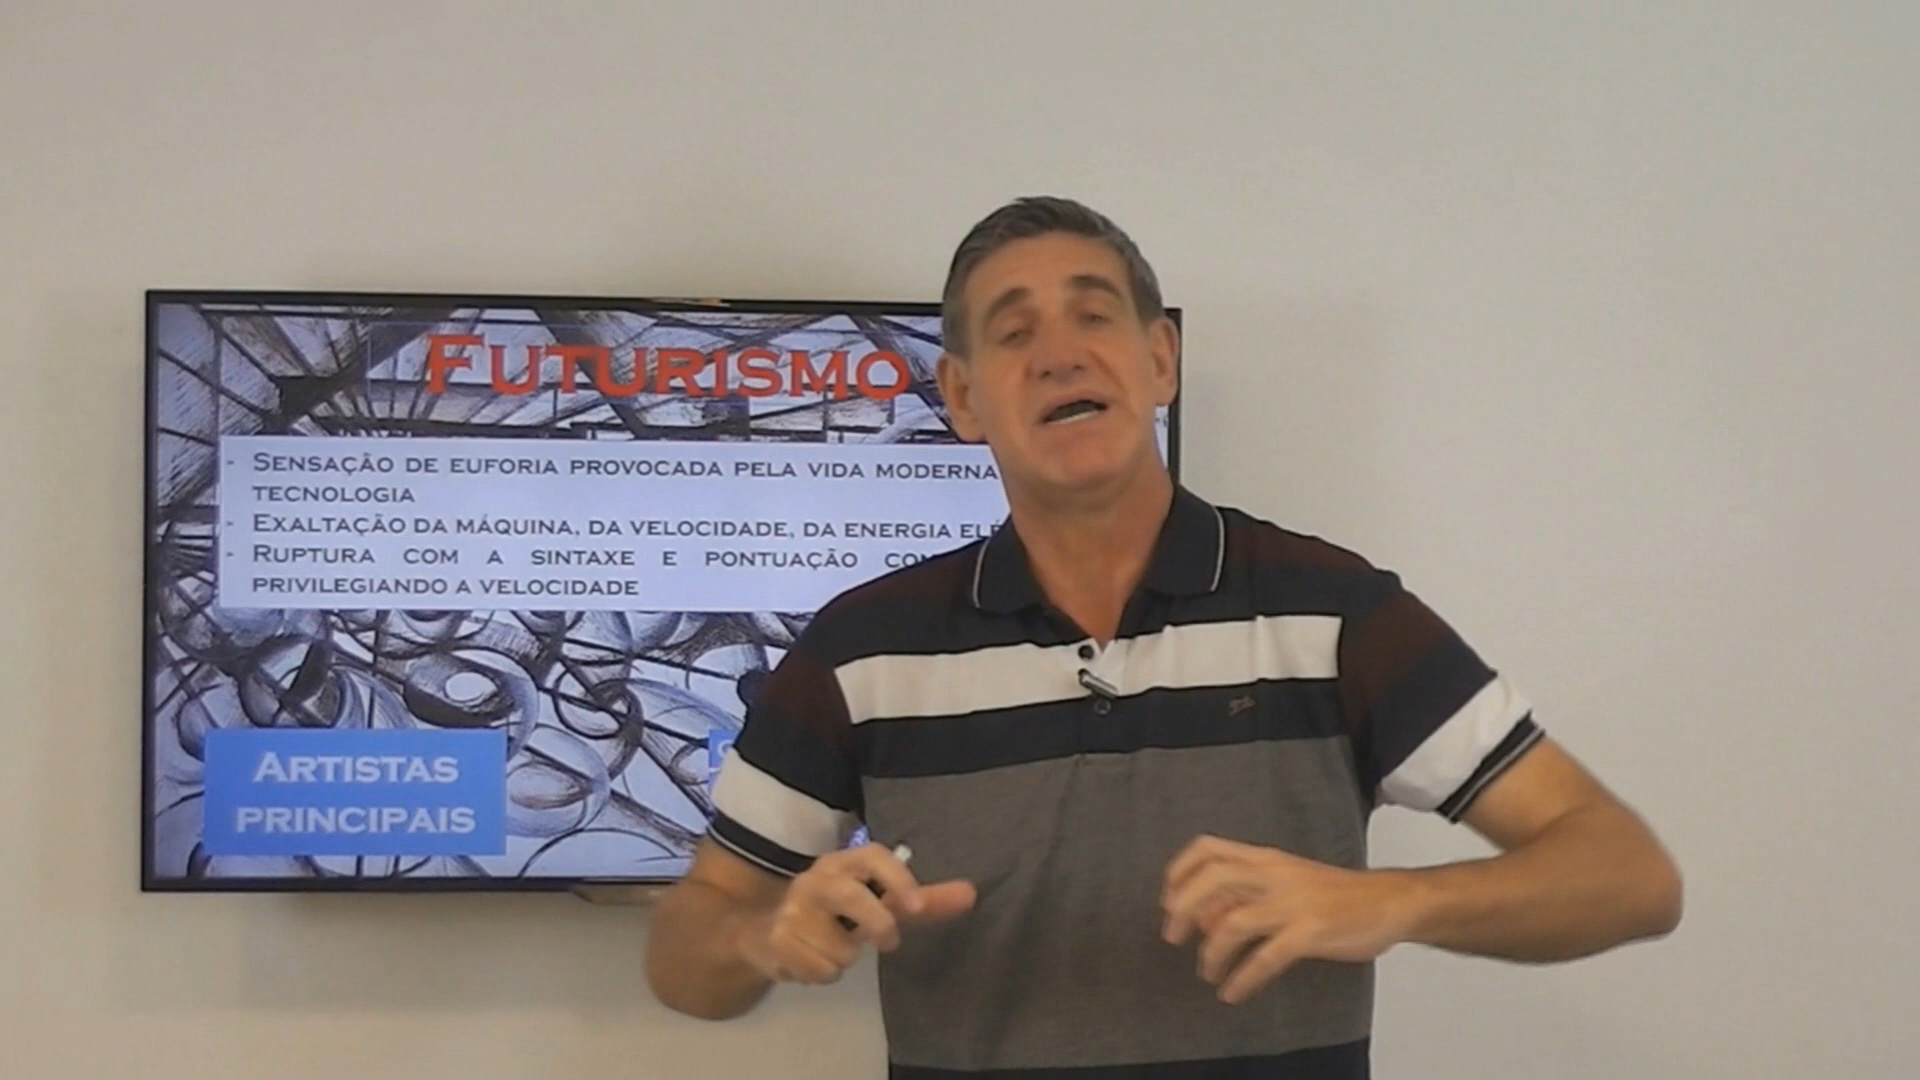 FUTURISMO
- SENSAÇÃO DE EUFORIA PROVOCADA PELA VIDA MODERNA
TECNOLOGIA
- EXALTAÇÃO DA MÁQUINA, DA VELOCIDADE, DA ENERGIA ELÉ
- RUPTURA COM A SINTAXE E PONTUAÇÃO
PRIVILEGIANDO A VELOCIDADE
ARTISTAS
PRINCIPAIS